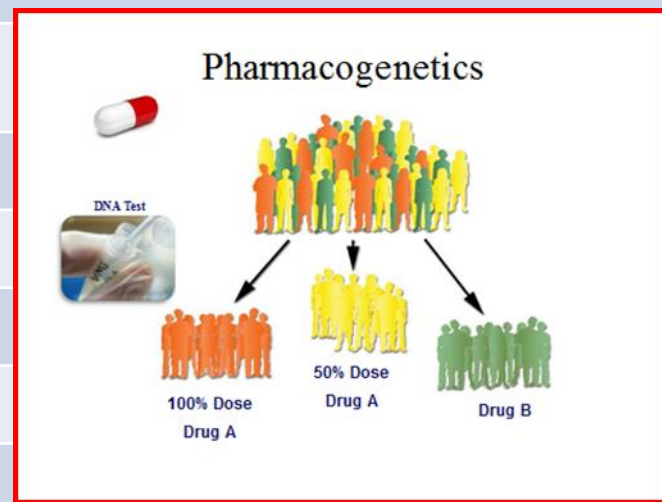 Pharmacogenetics
DNA Test
100% Dose
Drug A
50% Dose
Drug A
Drug B